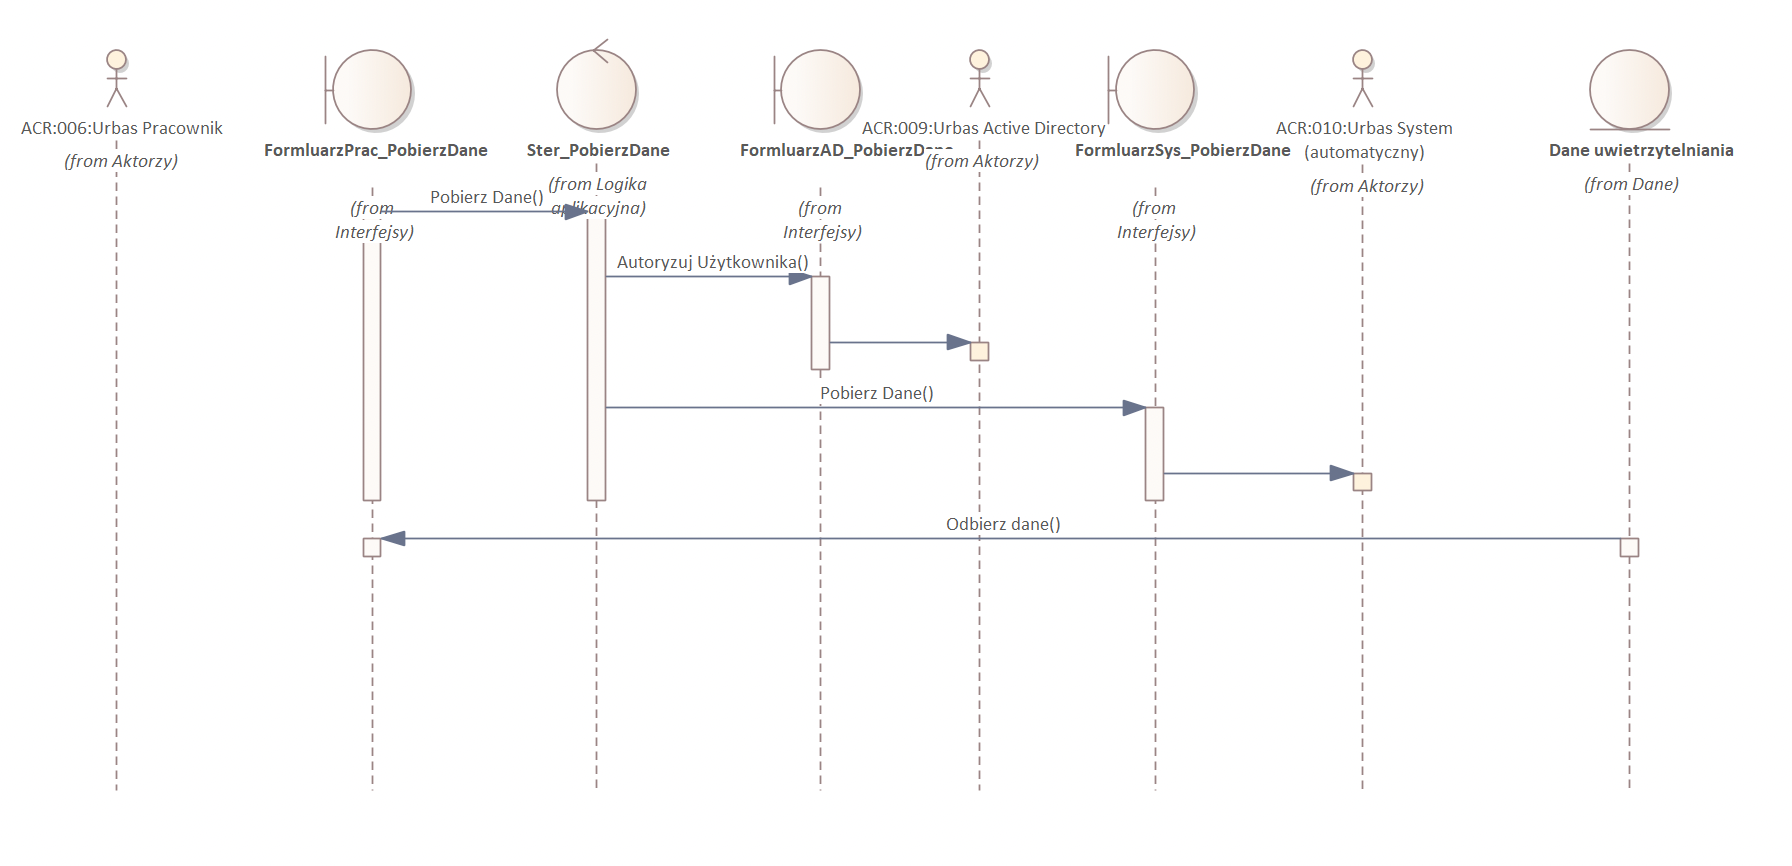 ACR:006:Urbas Pracownik
(from Aktorzy)
FormluarzPrac_PobierzDane
(from
Interfejsy)
Ster_PobierzDane
(from Logika
aplikacyjna)
FormluarzAD_PobierzDane
(from
Interfejsy)
ACR:009:Urbas Active Directory
(from Aktorzy)
FormluarzSys_PobierzDane
(from
Interfejsy)
ACR:010:Urbas System
(automatyczny)
(from Aktorzy)
Dane uwietrzytelniania
(from Dane)
Pobierz Dane()
Autoryzuj Użytkownika()
Pobierz Dane()
Odbierz dane()